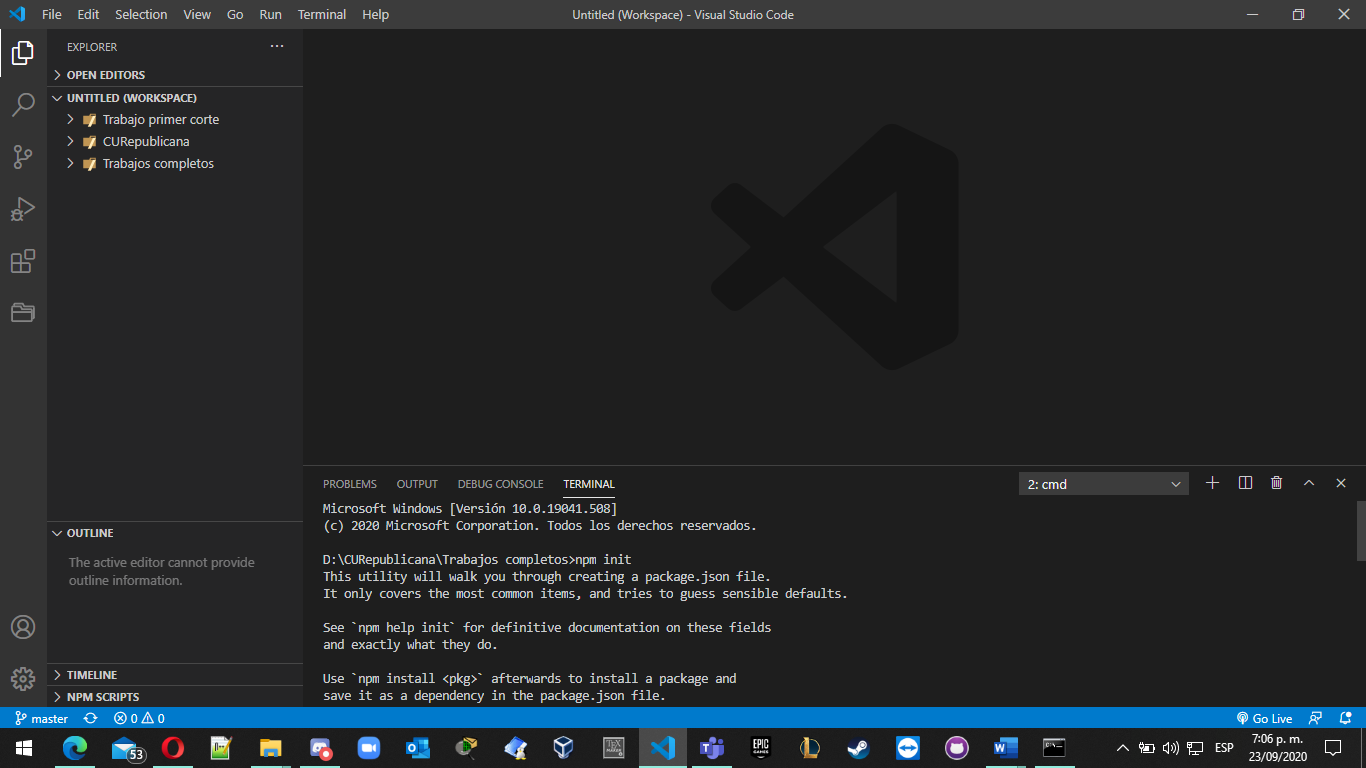 File Edit Selection View Go Run Terminal Help
Untitled (Workspace) - Visual Studio Code
EXPLORER
OPEN EDITORS
UNTITLED (WORKSPACE)
Trabajo primer corte
CURepublicana
Trabajos completos
OUTLINE
The active editor cannot provide
outline information.
TIMELINE
NPM SCRIPTS
PROBLEMS OUTPUT DEBUG CONSOLE TERMINAL
2: cmd
Microsoft Windows [Versión 10.0.19041.508]
(c) 2020 Microsoft Corporation. Todos los derechos reservados.
D:\CURepublicana\Trabajos completos>npm init
This utility will walk you through creating a package.json file.
It only covers the most common items, and tries to guess sensible defaults.
See `npm help init` for definitive documentation on these fields
and exactly what they do.
Use `npm install <pkg>` afterwards to install a package and
save it as a dependency in the package.json file.
master 0 0 Go Live
53
EPIC
GAMES
ESP
7:06 p. m.
23/09/2020